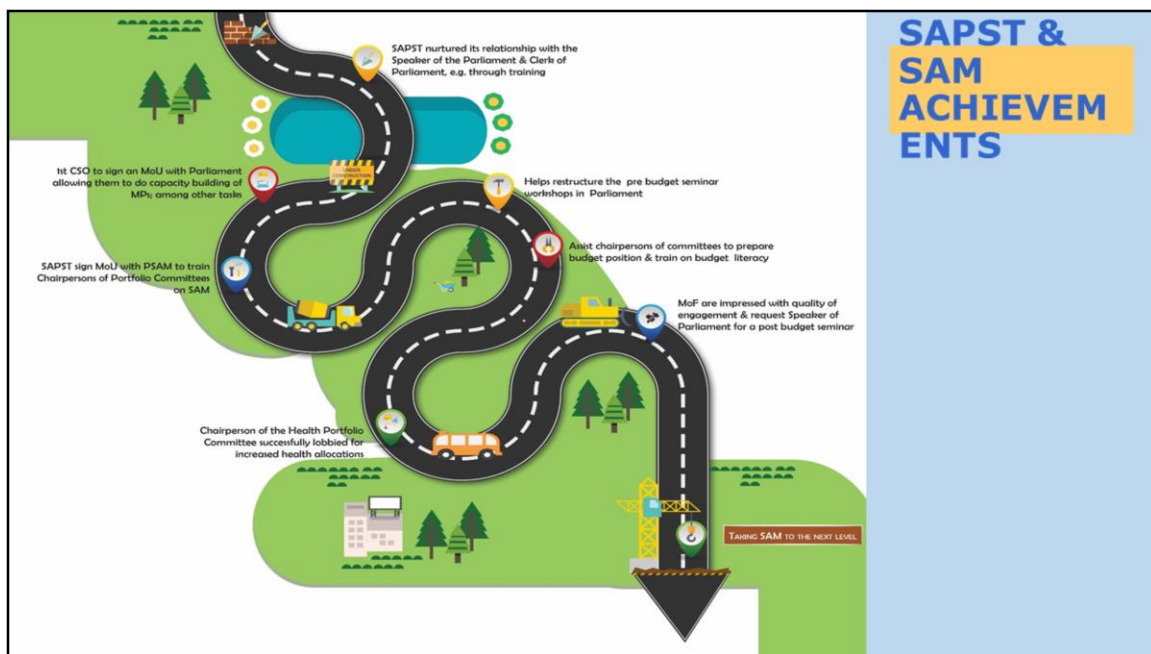 SAPST &
SAM
ACHIEVEM
ENTS
SAPST nurtured its relationship with the
Speaker of the Parliament & Clerk of
Parliament, e.g. through training
1st CSO to sign an MoU with Parliament
allowing them to do capacity building of
MPs; among other tasks
UNDER
CONSTRUCTION
SAPST sign MoU with PSAM to train
Chairpersons of Portfolio Committees
on SAM
Helps restructure the pre budget seminar
workshops in Parliament
Assist chairpersons of committees to prepare
budget position & train on budget literacy
MoF are impressed with quality of
engagement & request Speaker of
Parliament for a post budget seminar
Chairperson of the Health Portfolio
Committee successfully lobbied for
increased health allocations
TAKING SAM TO THE NEXT LEVEL